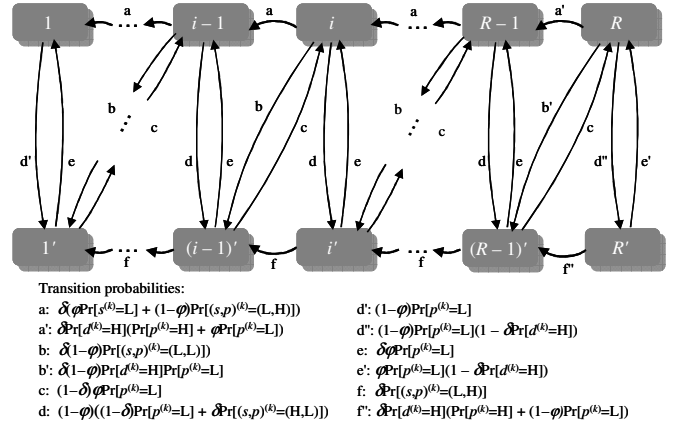 1 ... i – 1 i ... R – 1 R
a a a a'
b c d' e d e b c d e b c d e b' c d'' e'
1' ... (i – 1)' i' ... (R – 1)' R'
f f f f''
Transition probabilities:
a: δ(φPr[s^(k)=L] + (1–φ)Pr[(s,p)^(k)=(L,H)])
a': δPr[d^(k)=H](Pr[p^(k)=H] + φPr[p^(k)=L])
b: δ(1–φ)Pr[(s,p)^(k)=(L,L)])
b': δ(1–φ)Pr[d^(k)=H]Pr[p^(k)=L]
c: (1–δ)φPr[p^(k)=L]
d: (1–φ)((1–δ)Pr[p^(k)=L] + δPr[(s,p)^(k)=(H,L)])
d': (1–φ)Pr[p^(k)=L]
d'': (1–φ)Pr[p^(k)=L](1 – δPr[d^(k)=H])
e: δφPr[p^(k)=L]
e': φPr[p^(k)=L](1 – δPr[d^(k)=H])
f: δPr[(s,p)^(k)=(L,H)]
f'': δPr[d^(k)=H](Pr[p^(k)=H] + (1–φ)Pr[p^(k)=L])